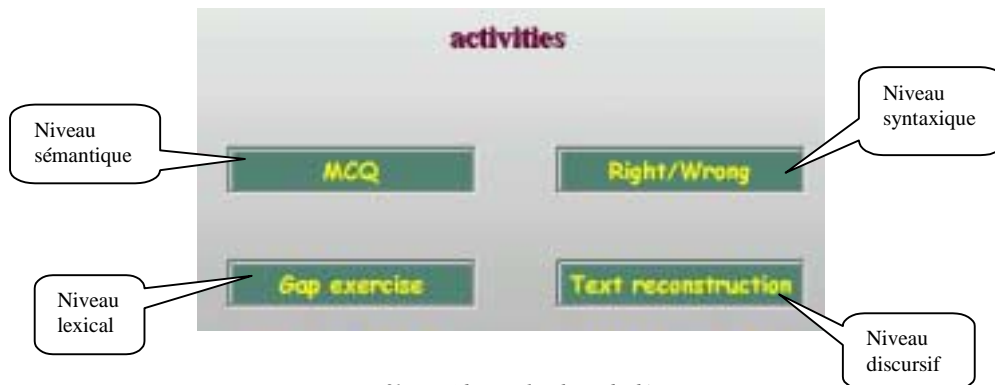 activities
Niveau
syntaxique
Niveau
sémantique
MCQ
Right/Wrong
Gap exercise
Text reconstruction
Niveau
lexical
Niveau
discursif